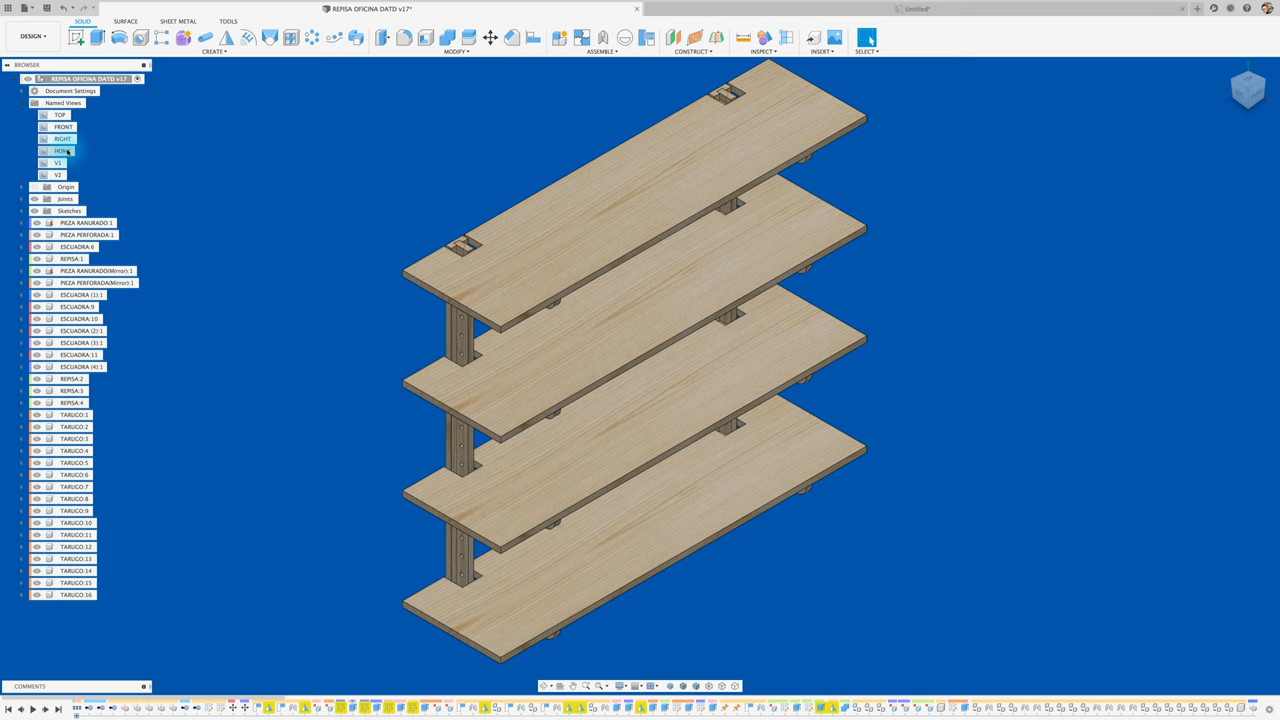 REPISA OFICINA DATD v17*
Untitled*
DESIGN
SOLID
SURFACE
SHEET METAL
TOOLS
CREATE
MODIFY
ASSEMBLE
CONSTRUCT
INSPECT
INSERT
SELECT
BROWSER
REPISA OFICINA DATD v17
Document Settings
Named Views
TOP
FRONT
RIGHT
V1
V2
Origin
Joints
Sketches
PIEZA RANURADO:1
PIEZA PERFORADA:1
ESCUADRA:6
REPISA:1
PIEZA RANURADO(Mirror):1
PIEZA PERFORADA(Mirror):1
ESCUADRA (1):1
ESCUADRA:9
ESCUADRA:10
ESCUADRA (2):1
ESCUADRA (3):1
ESCUADRA:11
ESCUADRA (4):1
REPISA:2
REPISA:3
REPISA:4
TARUGO:1
TARUGO:2
TARUGO:3
TARUGO:4
TARUGO:5
TARUGO:6
TARUGO:7
TARUGO:8
TARUGO:9
TARUGO:10
TARUGO:11
TARUGO:12
TARUGO:13
TARUGO:14
TARUGO:15
TARUGO:16
COMMENTS